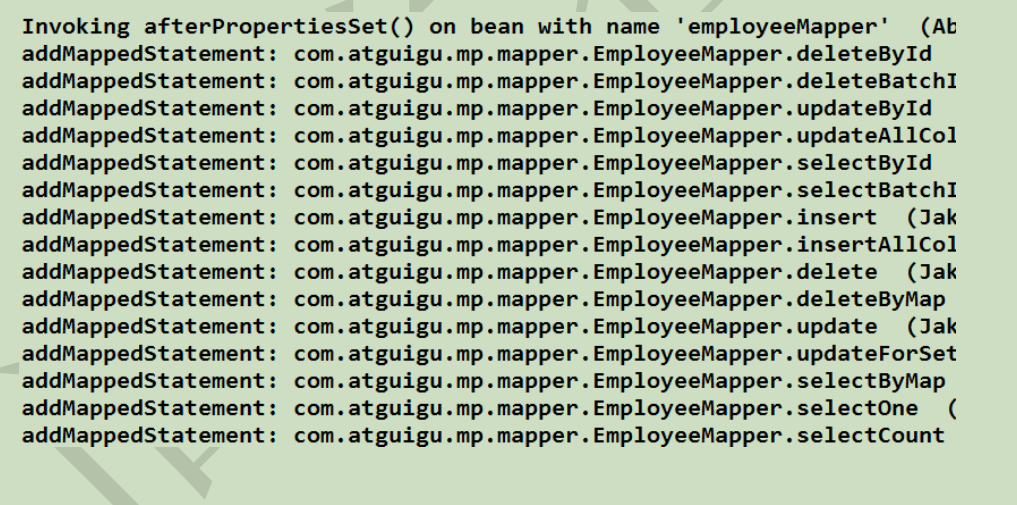 Invoking afterPropertiesSet() on bean with name 'employeeMapper' (Ab
addMappedStatement: com.atguigu.mp.mapper.EmployeeMapper.deleteById
addMappedStatement: com.atguigu.mp.mapper.EmployeeMapper.deleteBatchI
addMappedStatement: com.atguigu.mp.mapper.EmployeeMapper.updateById
addMappedStatement: com.atguigu.mp.mapper.EmployeeMapper.updateAllCol
addMappedStatement: com.atguigu.mp.mapper.EmployeeMapper.selectById
addMappedStatement: com.atguigu.mp.mapper.EmployeeMapper.selectBatchI
addMappedStatement: com.atguigu.mp.mapper.EmployeeMapper.insert (Jak
addMappedStatement: com.atguigu.mp.mapper.EmployeeMapper.insertAllCol
addMappedStatement: com.atguigu.mp.mapper.EmployeeMapper.delete (Jak
addMappedStatement: com.atguigu.mp.mapper.EmployeeMapper.deleteByMap
addMappedStatement: com.atguigu.mp.mapper.EmployeeMapper.update (Jak
addMappedStatement: com.atguigu.mp.mapper.EmployeeMapper.updateForSet
addMappedStatement: com.atguigu.mp.mapper.EmployeeMapper.selectByMap
addMappedStatement: com.atguigu.mp.mapper.EmployeeMapper.selectOne (
addMappedStatement: com.atguigu.mp.mapper.EmployeeMapper.selectCount